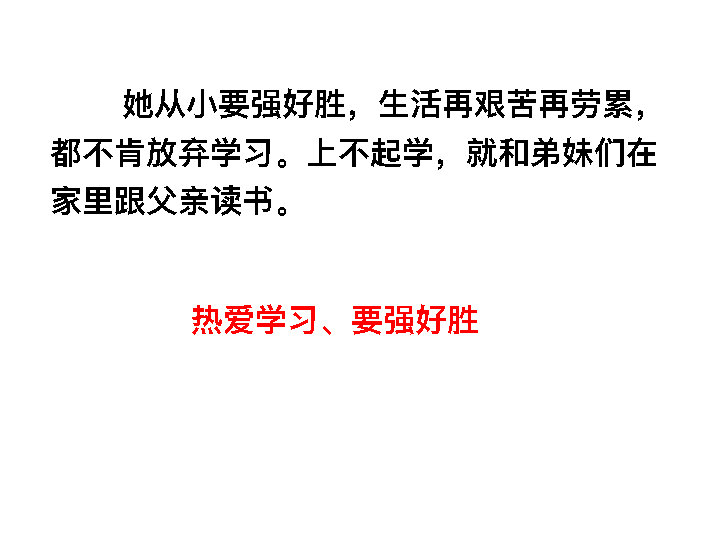 她从小要强好胜，生活再艰苦再劳累，
都不肯放弃学习。上不起学，就和弟妹们在
家里跟父亲读书。
热爱学习、要强好胜